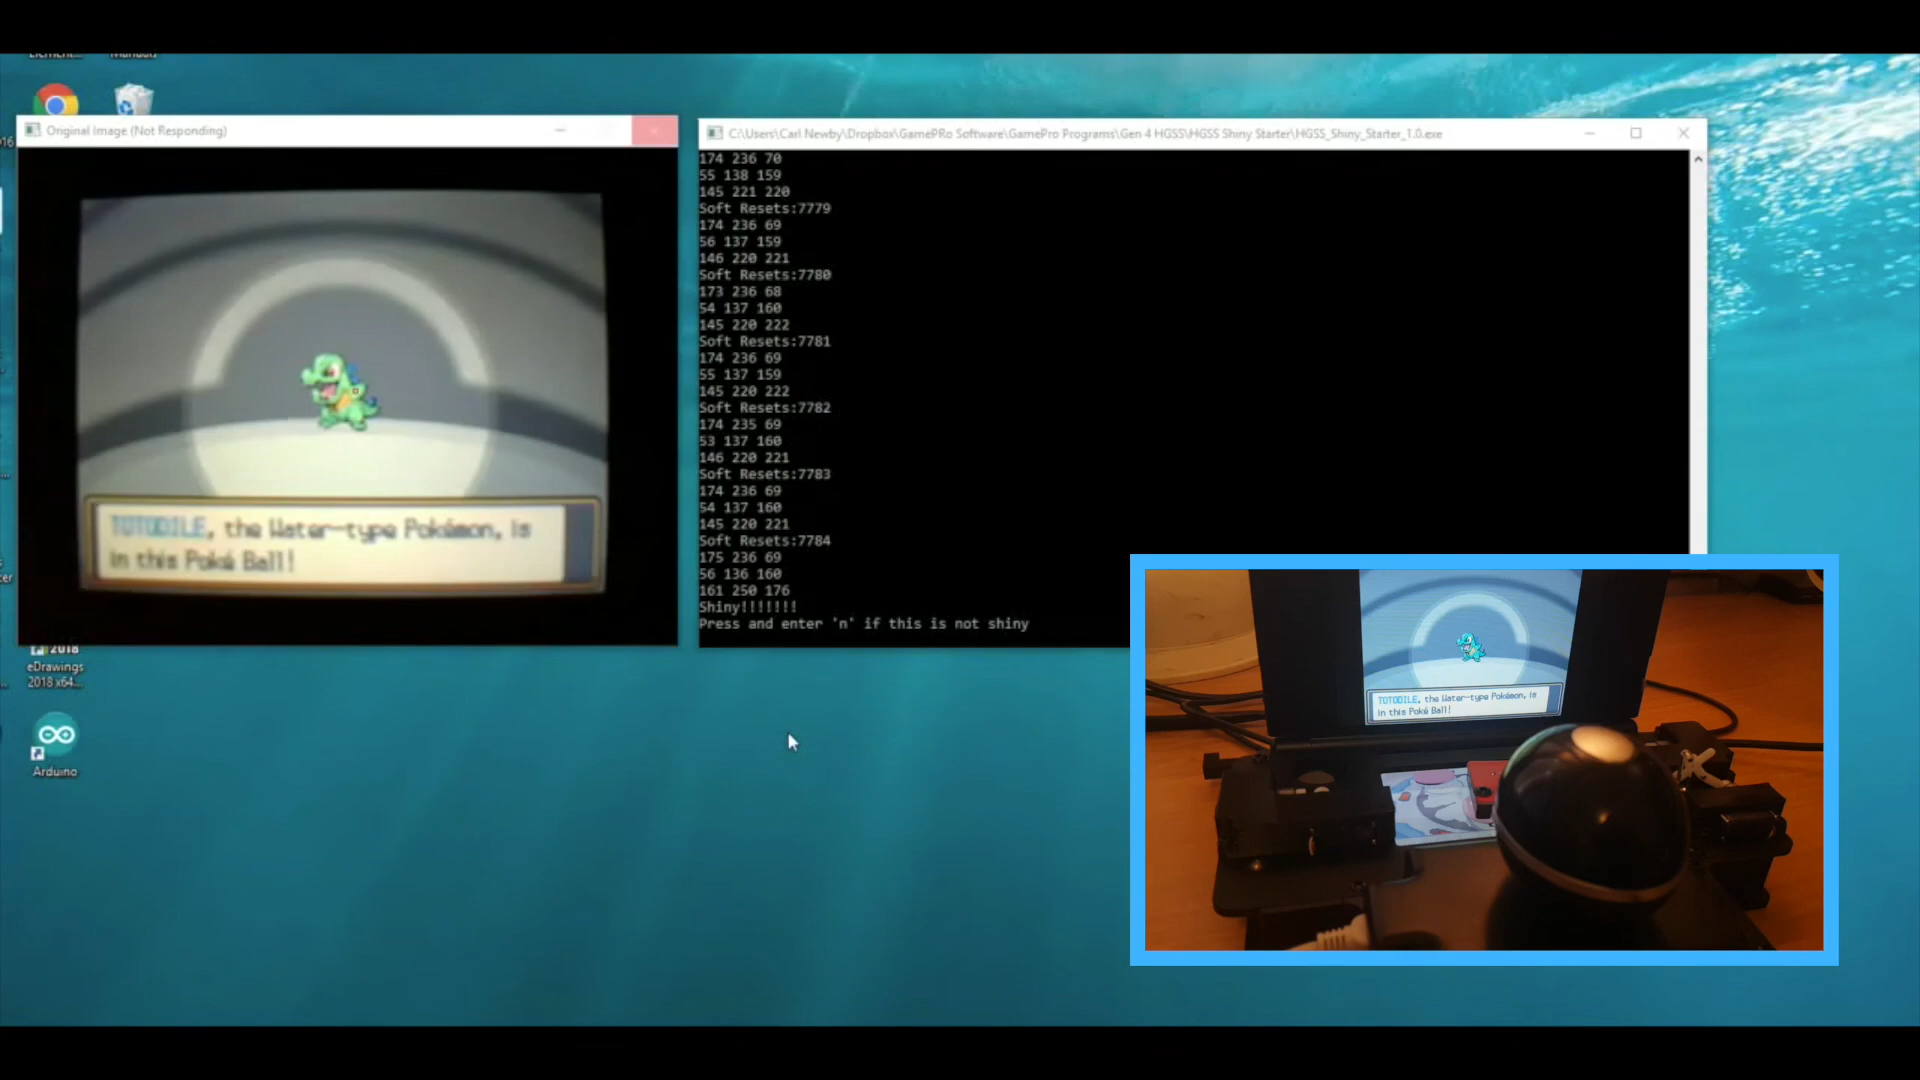 Original Image (Not Responding)
TOTODILE, the Water-type Pokémon, is
in this Poké Ball!
C:\Users\Carl Newby\Dropbox\GamePRo Software\GamePro Programs\Gen 4 HGSS\HGSS Shiny Starter\HGSS_Shiny_Starter_1.0.exe
174 236 70
55 138 159
145 221 220
Soft Resets:7779
174 236 69
56 137 159
146 220 221
Soft Resets:7780
173 236 68
54 137 160
145 220 222
Soft Resets:7781
174 236 69
55 137 159
145 220 222
Soft Resets:7782
174 235 69
53 137 160
146 220 221
Soft Resets:7783
174 236 69
54 137 160
145 220 221
Soft Resets:7784
175 236 69
56 136 160
161 250 176
Shiny!!!!!!!
Press and enter 'n' if this is not shiny
2018
eDrawings
2018 x64...
Arduino
TOTODILE, the Water-type Pokémon, is
in this Poké Ball!